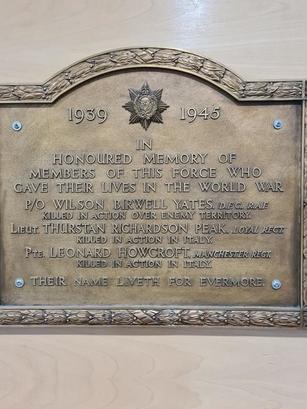 1939 1945
IN
HONOURED MEMORY OF
MEMBERS OF THIS FORCE WHO
GAVE THEIR LIVES IN THE WORLD WAR
P/O WILSON BIRWELL YATES, D.F.C. R.A.F.
KILLED IN ACTION OVER ENEMY TERRITORY.
LIEUT. THURSTAN RICHARDSON PEAK, LOYAL REGT
KILLED IN ACTION IN ITALY.
PTE. LEONARD HOWCROFT, MANCHESTER REGT
KILLED IN ACTION IN ITALY.
THEIR NAME LIVETH FOR EVERMORE.